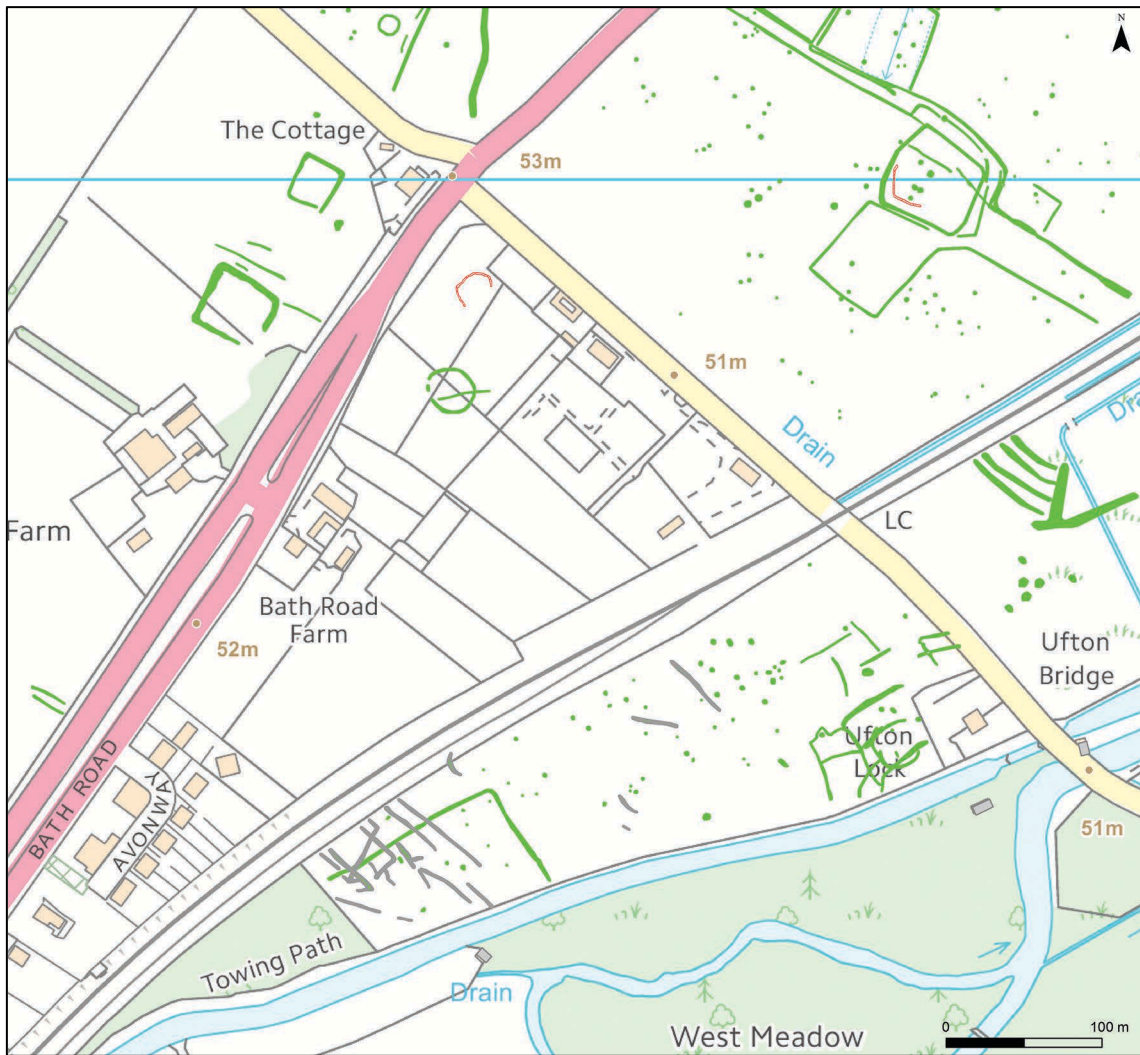 N
The Cottage
53m
51m
Drain
Dra
LC
Farm
Bath Road
Farm
52m
Ufton
Bridge
Ufton
Lock
BATH ROAD
AVONWAY
51m
Towing Path
Drain
West Meadow
0
100 m